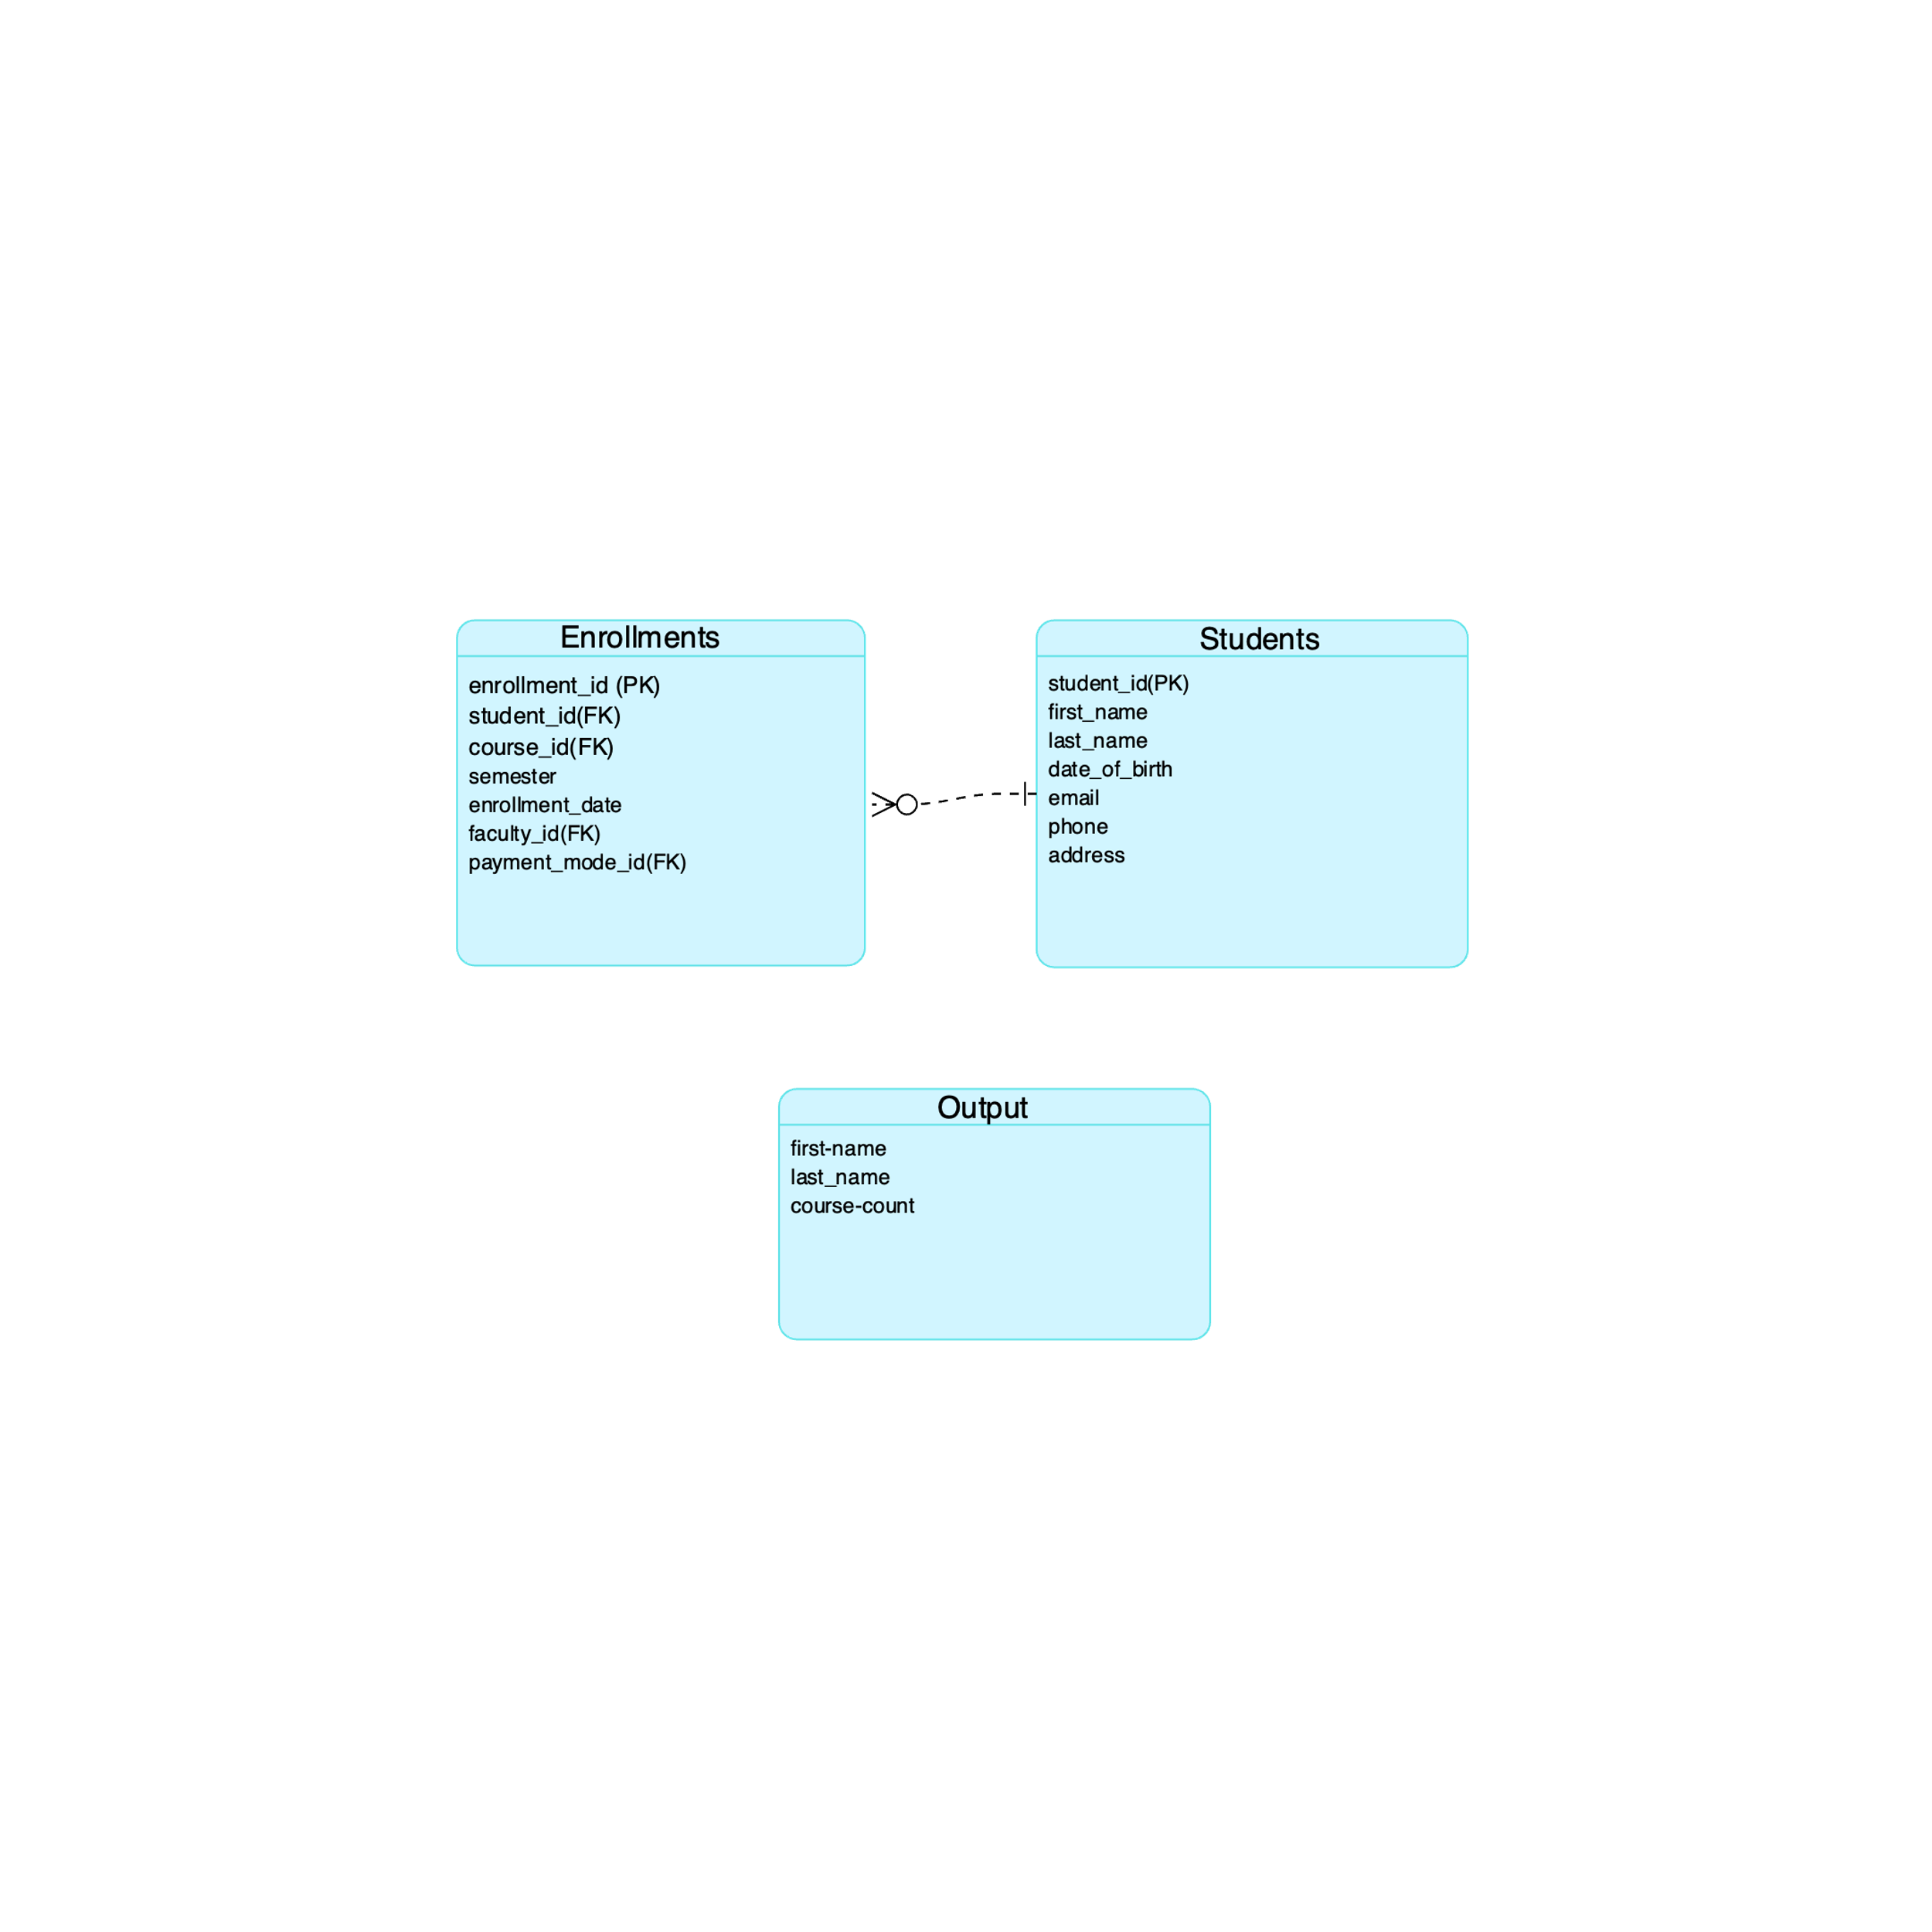 Enrollments
enrollment_id (PK)
student_id(FK)
course_id(FK)
semester
enrollment_date
faculty_id(FK)
payment_mode_id(FK)
Students
student_id(PK)
first_name
last_name
date_of_birth
email
phone
address
Output
first-name
last_name
course-count